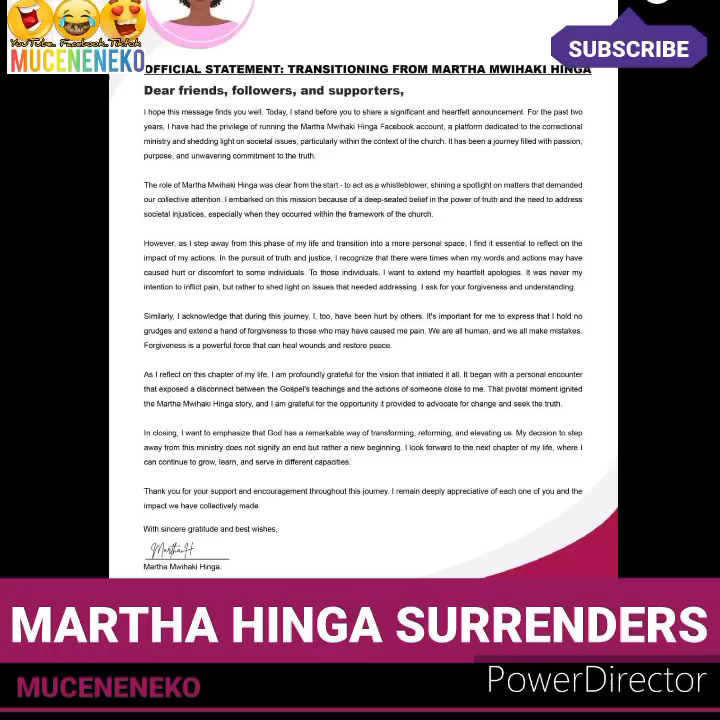 YouTube. Facebook. Tiktok
MUCENENEKO
SUBSCRIBE
OFFICIAL STATEMENT: TRANSITIONING FROM MARTHA MWIHAKI HINGA
Dear friends, followers, and supporters,
I hope this message finds you well. Today, I stand before you to share a significant and heartfelt announcement. For the past two
years, I have had the privilege of running the Martha Mwihaki Hinga Facebook account, a platform dedicated to the correctional
ministry and shedding light on societal issues, particularly within the context of the church. It has been a journey filled with passion,
purpose, and unwavering commitment to the truth.
The role of Martha Mwihaki Hinga was clear from the start - to act as a whistleblower, shining a spotlight on matters that demanded
our collective attention. I embarked on this mission because of a deep-seated belief in the power of truth and the need to address
societal injustices, especially when they occurred within the framework of the church.
However, as I step away from this phase of my life and transition into a more personal space, I find it essential to reflect on the
impact of my actions. In the pursuit of truth and justice, I recognize that there were times when my words and actions may have
caused hurt or discomfort to some individuals. To those individuals, I want to extend my heartfelt apologies. It was never my
intention to inflict pain, but rather to shed light on issues that needed addressing. I ask for your forgiveness and understanding.
Similarly, I acknowledge that during this journey, I, too, have been hurt by others. It's important for me to express that I hold no
grudges and extend a hand of forgiveness to those who may have caused me pain. We are all human, and we all make mistakes.
Forgiveness is a powerful force that can heal wounds and restore peace.
As I reflect on this chapter of my life, I am profoundly grateful for the vision that initiated it all. It began with a personal encounter
that exposed a disconnect between the Gospel's teachings and the actions of someone close to me. That pivotal moment ignited
the Martha Mwihaki Hinga story, and I am grateful for the opportunity it provided to advocate for change and seek the truth.
In closing, I want to emphasize that God has a remarkable way of transforming, reforming, and elevating us. My decision to step
away from this ministry does not signify an end but rather a new beginning. I look forward to the next chapter of my life, where I
can continue to grow, learn, and serve in different capacities.
Thank you for your support and encouragement throughout this journey. I remain deeply appreciative of each one of you and the
impact we have collectively made.
With sincere gratitude and best wishes,
MarthaH
Martha Mwihaki Hinga.
MARTHA HINGA SURRENDERS
MUCENENEKO
PowerDirector